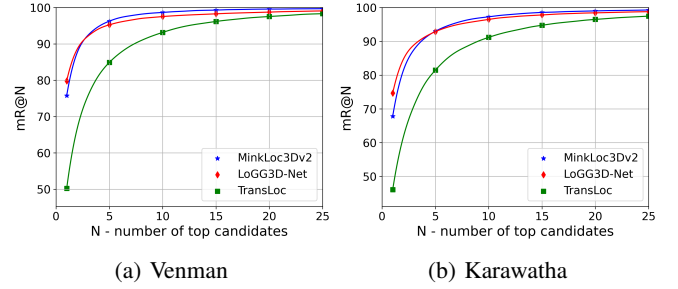 100
90
80
70
60
50
mR@N
MinkLoc3Dv2
LoGG3D-Net
TransLoc
0 5 10 15 20 25
N - number of top candidates
(a) Venman
100
90
80
70
60
50
mR@N
MinkLoc3Dv2
LoGG3D-Net
TransLoc
0 5 10 15 20 25
N - number of top candidates
(b) Karawatha